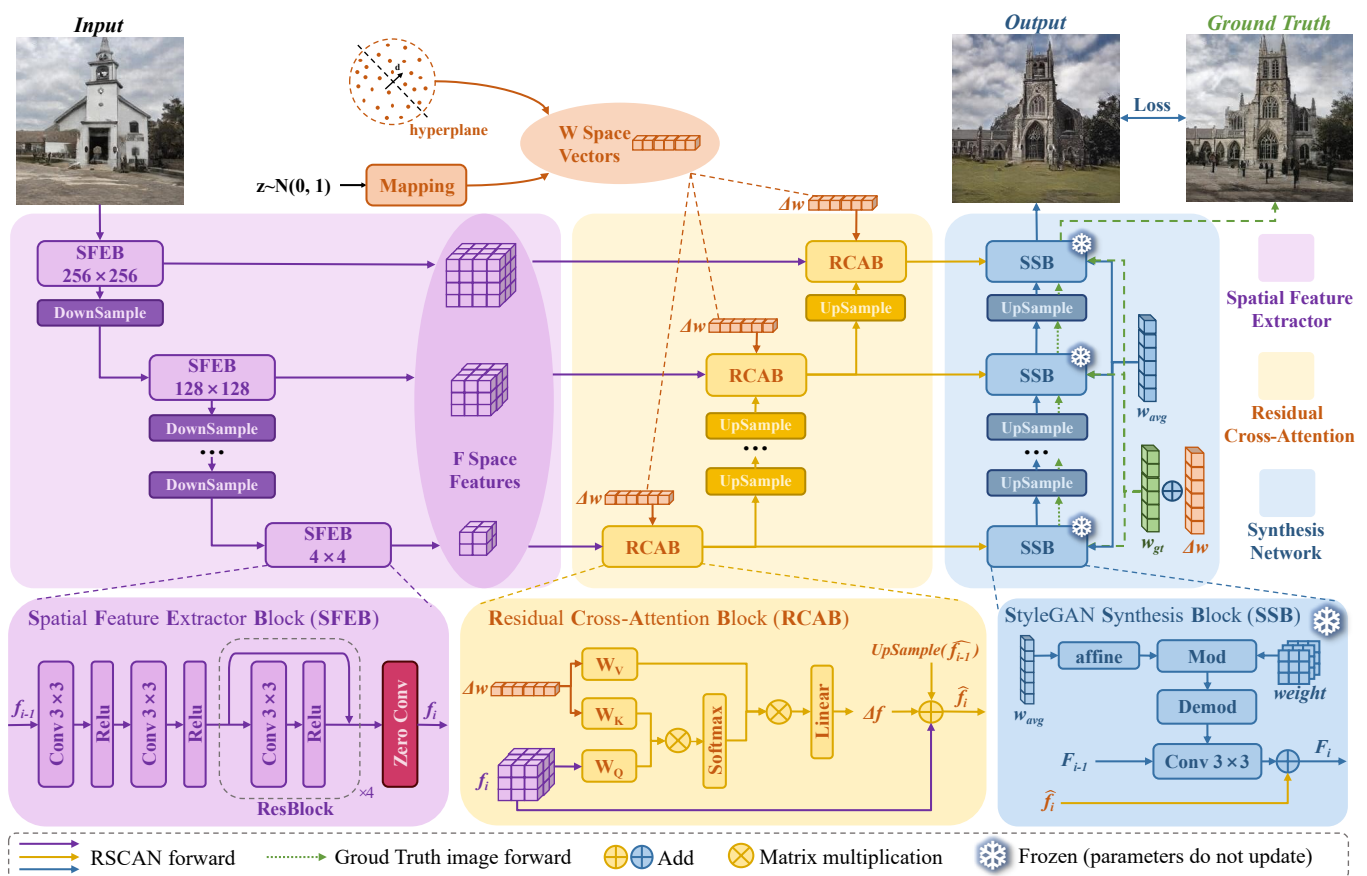 Input
Output
Ground Truth
d
hyperplane
W Space
Vectors
Loss
z~N(0, 1)
Mapping
Δw
SFEB
256×256
RCAB
SSB
DownSample
UpSample
UpSample
Spatial Feature
Extractor
Δw
SFEB
128×128
RCAB
SSB
w_avg
DownSample
UpSample
UpSample
Residual
Cross-Attention
...
...
...
F Space
Features
DownSample
UpSample
UpSample
Δw
SFEB
4×4
RCAB
SSB
w_gt
Δw
Synthesis
Network
Spatial Feature Extractor Block (SFEB)
f_{i-1}
Conv 3×3
Relu
Conv 3×3
Relu
Conv 3×3
Relu
Zero Conv
f_i
×4
ResBlock
Residual Cross-Attention Block (RCAB)
Δw
W_V
W_K
W_Q
f_i
Softmax
Linear
Δf
UpSample(\widehat{f_{i-1}})
\widehat{f_i}
StyleGAN Synthesis Block (SSB)
w_avg
affine
Mod
weight
Demod
F_{i-1}
Conv 3×3
F_i
\widehat{f_i}
RSCAN forward
Groud Truth image forward
Add
Matrix multiplication
Frozen (parameters do not update)